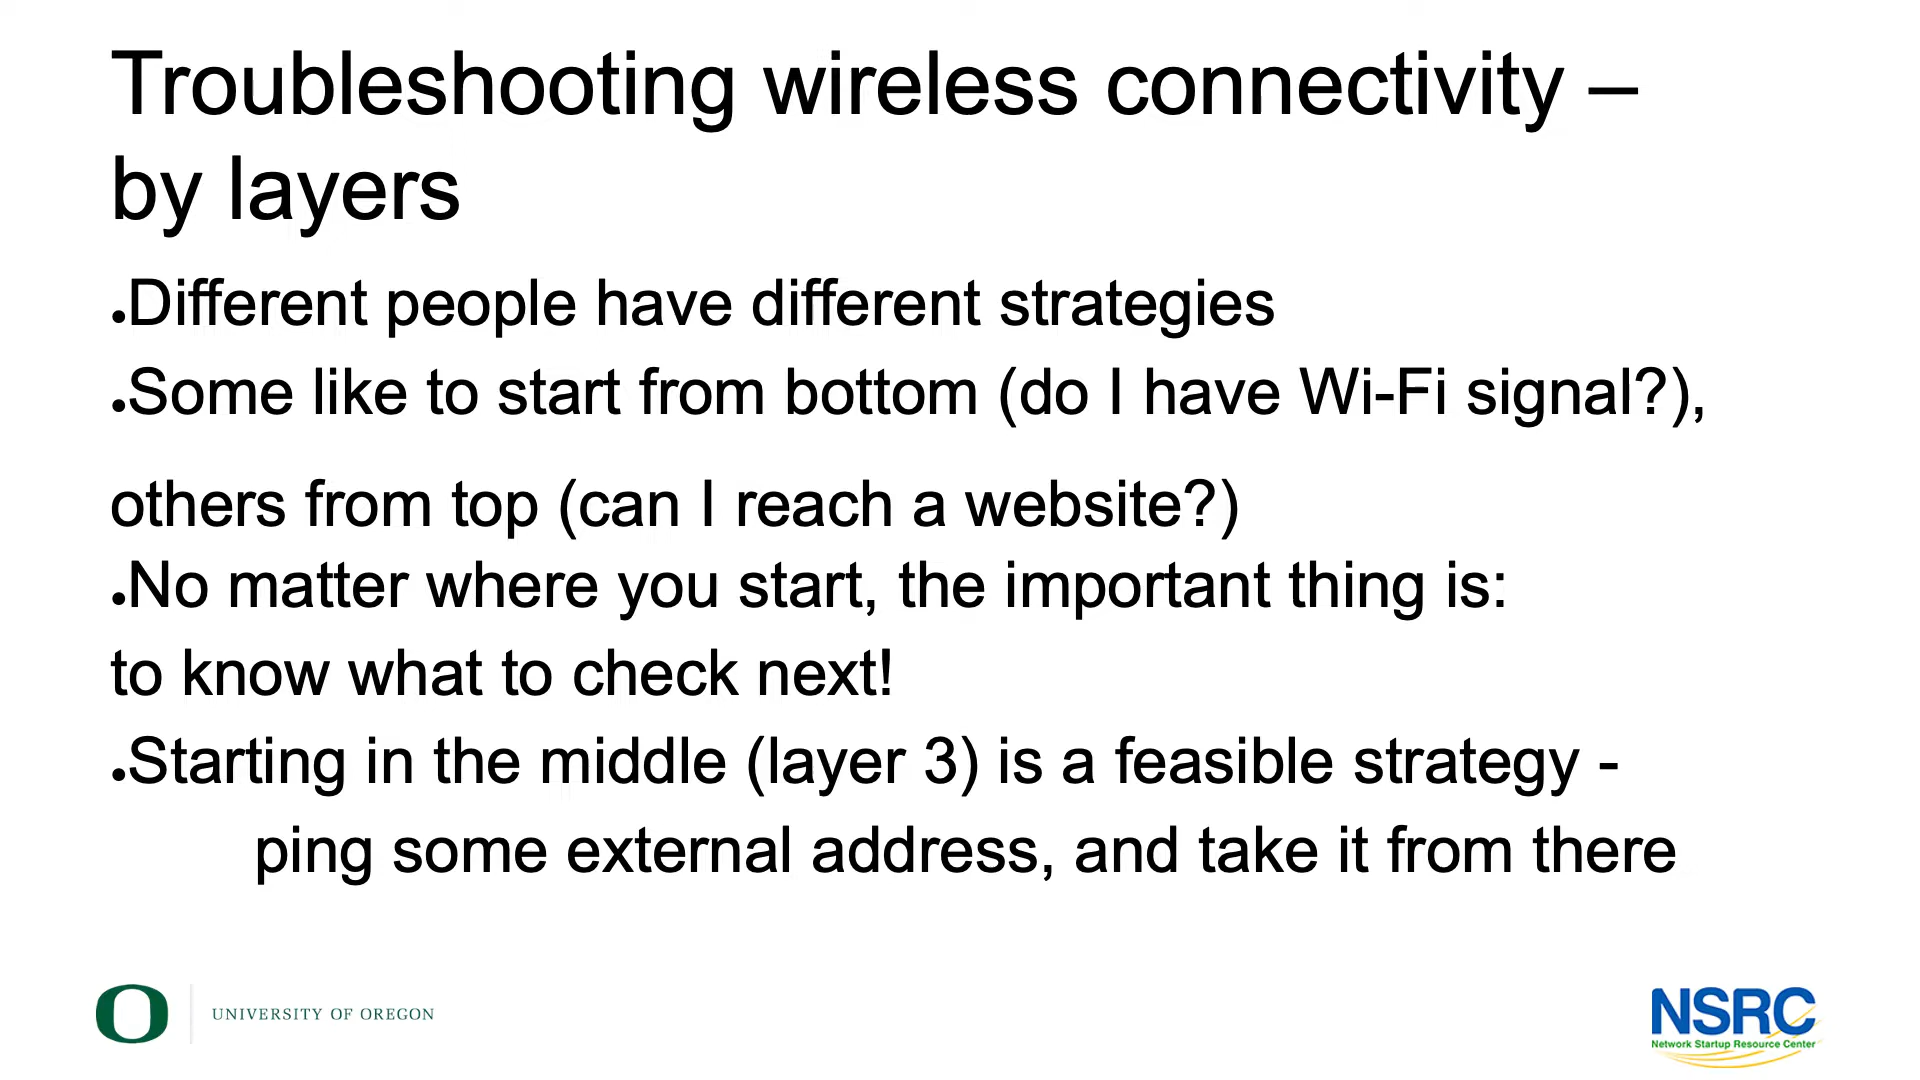 Troubleshooting wireless connectivity –
by layers
•Different people have different strategies
•Some like to start from bottom (do I have Wi-Fi signal?),
others from top (can I reach a website?)
•No matter where you start, the important thing is:
to know what to check next!
•Starting in the middle (layer 3) is a feasible strategy -
ping some external address, and take it from there
O UNIVERSITY OF OREGON
NSRC
Network Startup Resource Center